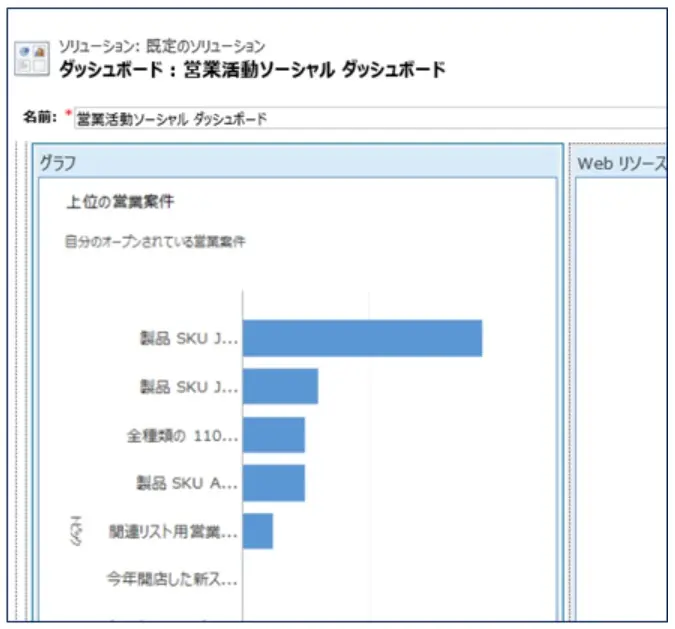 ソリューション: 既定のソリューション
ダッシュボード : 営業活動ソーシャル ダッシュボード
名前: * 営業活動ソーシャル ダッシュボード
グラフ
Web リソース
上位の営業案件
自分のオープンされている営業案件
製品 SKU J...
製品 SKU J...
全種類の 110...
製品 SKU A...
関連リスト用営業...
今年開店した新ス...
トピック